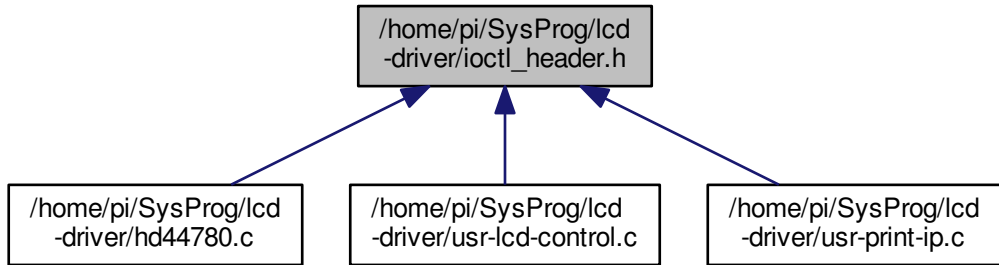 /home/pi/SysProg/lcd
-driver/ioctl_header.h
/home/pi/SysProg/lcd
-driver/hd44780.c
/home/pi/SysProg/lcd
-driver/usr-lcd-control.c
/home/pi/SysProg/lcd
-driver/usr-print-ip.c